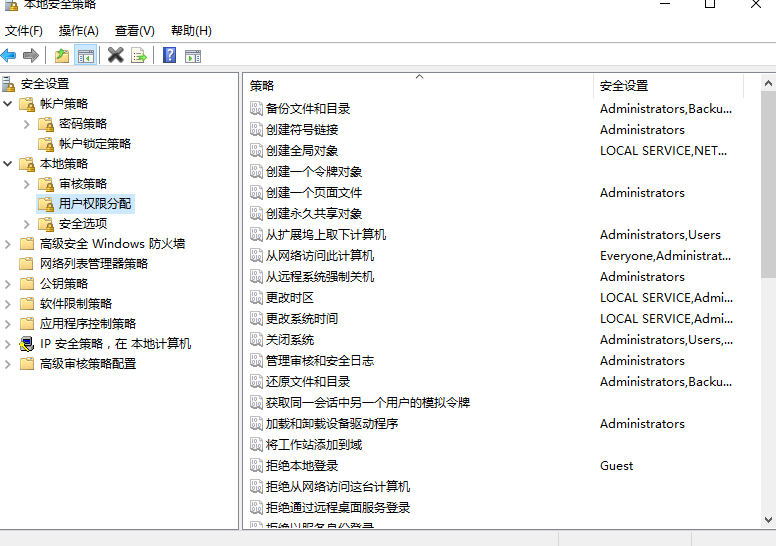 本地安全策略
文件(F) 操作(A) 查看(V) 帮助(H)
安全设置
帐户策略
密码策略
帐户锁定策略
本地策略
审核策略
用户权限分配
安全选项
高级安全 Windows 防火墙
网络列表管理器策略
公钥策略
软件限制策略
应用程序控制策略
IP 安全策略，在 本地计算机
高级审核策略配置
策略 安全设置
备份文件和目录 Administrators,Backu...
创建符号链接 Administrators
创建全局对象 LOCAL SERVICE,NET...
创建一个令牌对象
创建一个页面文件 Administrators
创建永久共享对象
从扩展坞上取下计算机 Administrators,Users
从网络访问此计算机 Everyone,Administrat...
从远程系统强制关机 Administrators
更改时区 LOCAL SERVICE,Admi...
更改系统时间 LOCAL SERVICE,Admi...
关闭系统 Administrators,Users,...
管理审核和安全日志 Administrators
还原文件和目录 Administrators,Backu...
获取同一会话中另一个用户的模拟令牌
加载和卸载设备驱动程序 Administrators
将工作站添加到域
拒绝本地登录 Guest
拒绝从网络访问这台计算机
拒绝通过远程桌面服务登录
拒绝以服务身份登录